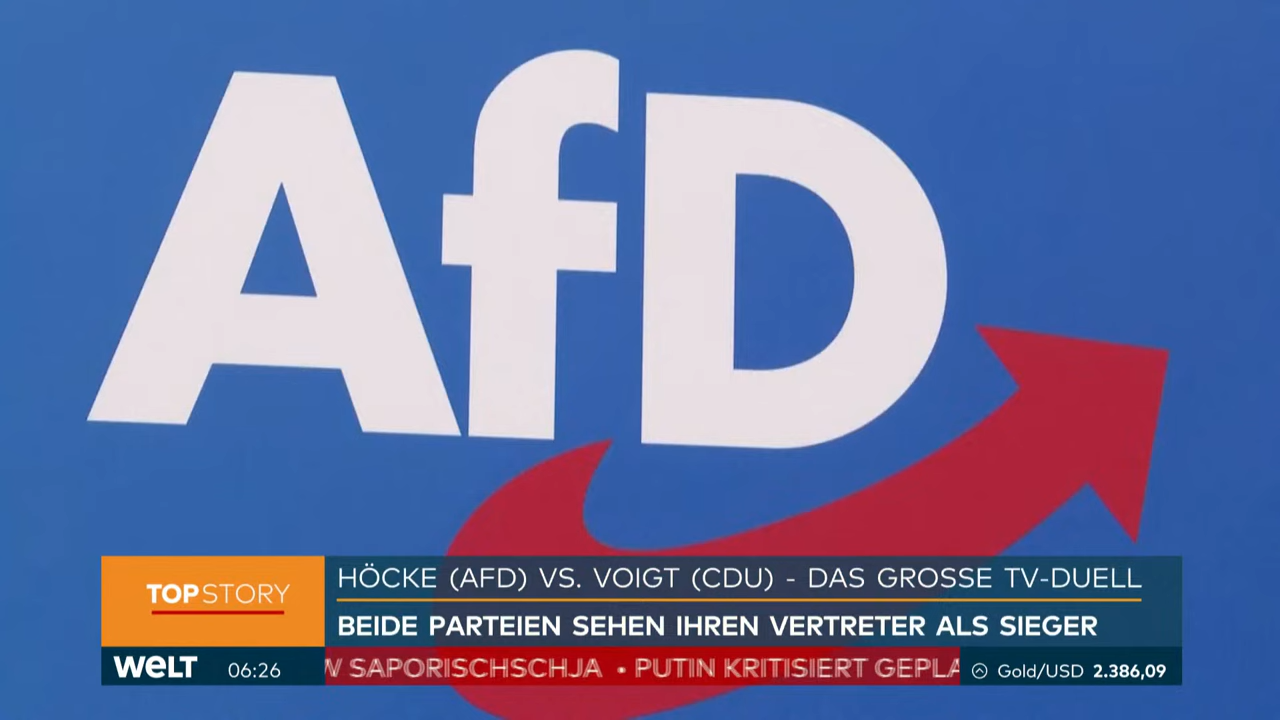 AfD
TOPSTORY
HÖCKE (AFD) VS. VOIGT (CDU) - DAS GROSSE TV-DUELL
BEIDE PARTEIEN SEHEN IHREN VERTRETER ALS SIEGER
WELT 06:26 SAPORISCHSCHJA • PUTIN KRITISIERT Gold/USD 2.386,09